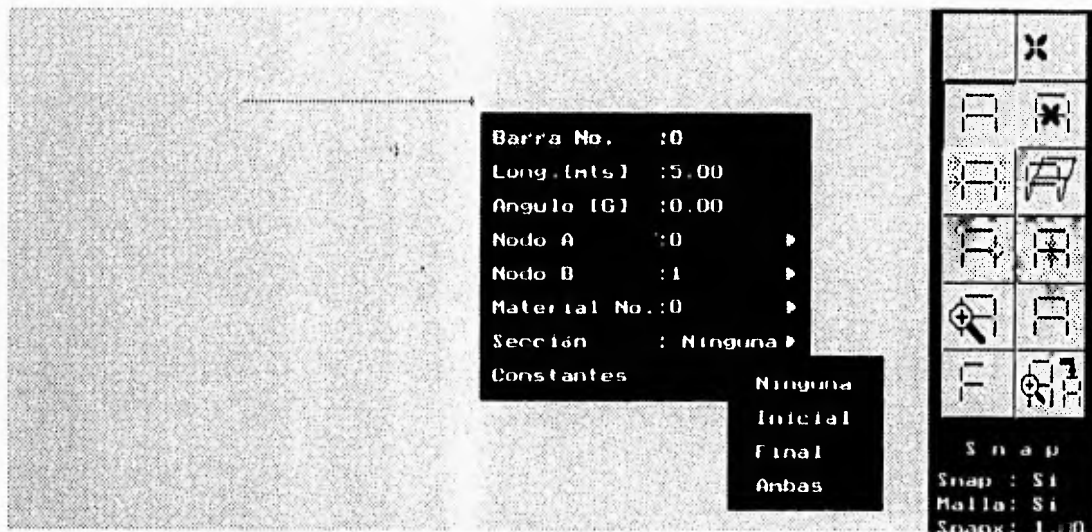 Barra No. :0
Long.[mts] :5.00
Angulo [G] :0.00
Nodo A :0
Nodo B :1
Material No.:0
Sección : Ninguna
Constantes
Ninguna
Inicial
Final
Ambas
Snap
Snap : Si
Malla: Si